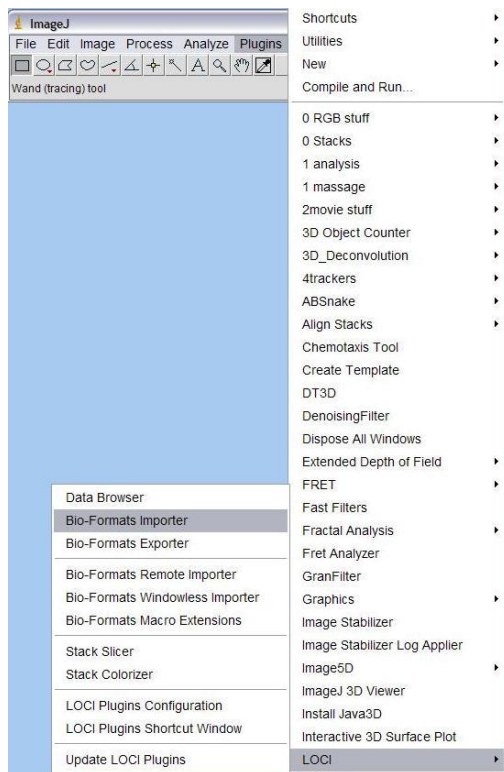 ImageJ
File Edit Image Process Analyze Plugins
A
Wand (tracing) tool
Shortcuts
Utilities
New
Compile and Run...
0 RGB stuff
0 Stacks
1 analysis
1 massage
2movie stuff
3D Object Counter
3D_Deconvolution
4trackers
ABSnake
Align Stacks
Chemotaxis Tool
Create Template
DT3D
DenoisingFilter
Dispose All Windows
Extended Depth of Field
FRET
Fast Filters
Fractal Analysis
Fret Analyzer
GranFilter
Graphics
Image Stabilizer
Image Stabilizer Log Applier
Image5D
ImageJ 3D Viewer
Install Java3D
Interactive 3D Surface Plot
LOCI
Data Browser
Bio-Formats Importer
Bio-Formats Exporter
Bio-Formats Remote Importer
Bio-Formats Windowless Importer
Bio-Formats Macro Extensions
Stack Slicer
Stack Colorizer
LOCI Plugins Configuration
LOCI Plugins Shortcut Window
Update LOCI Plugins